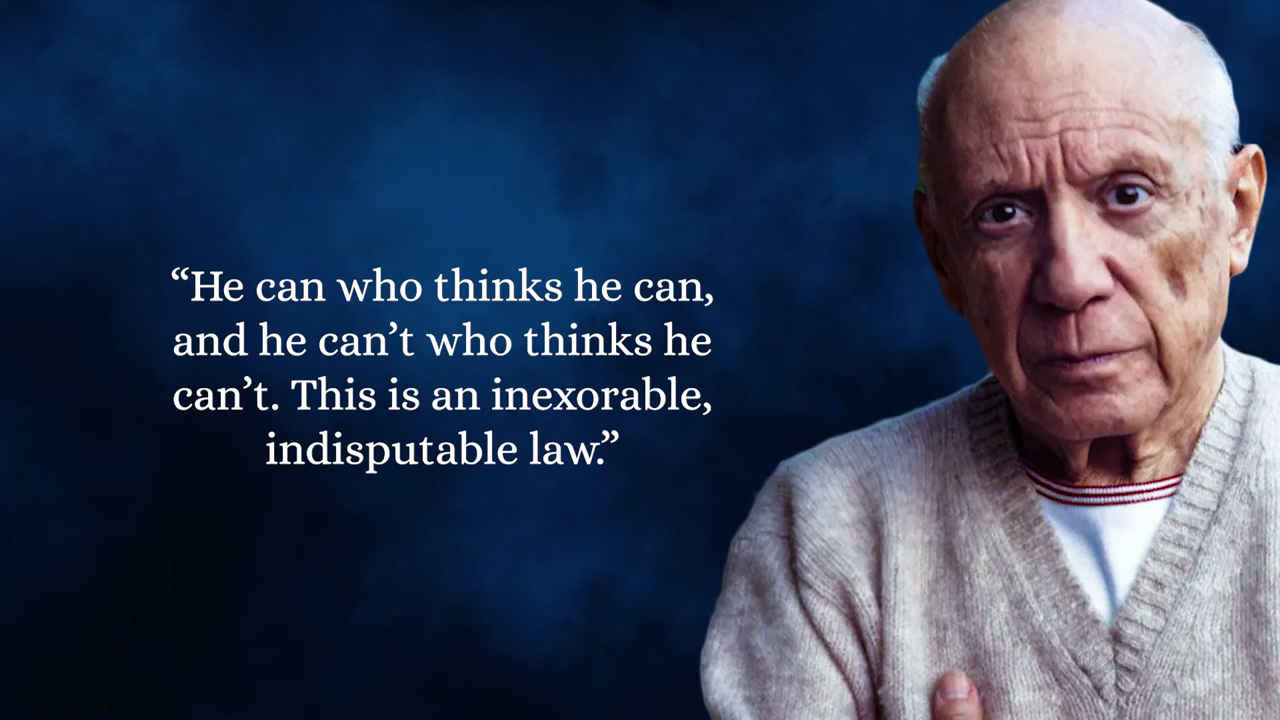 “He can who thinks he can,
and he can’t who thinks he
can’t. This is an inexorable,
indisputable law.”